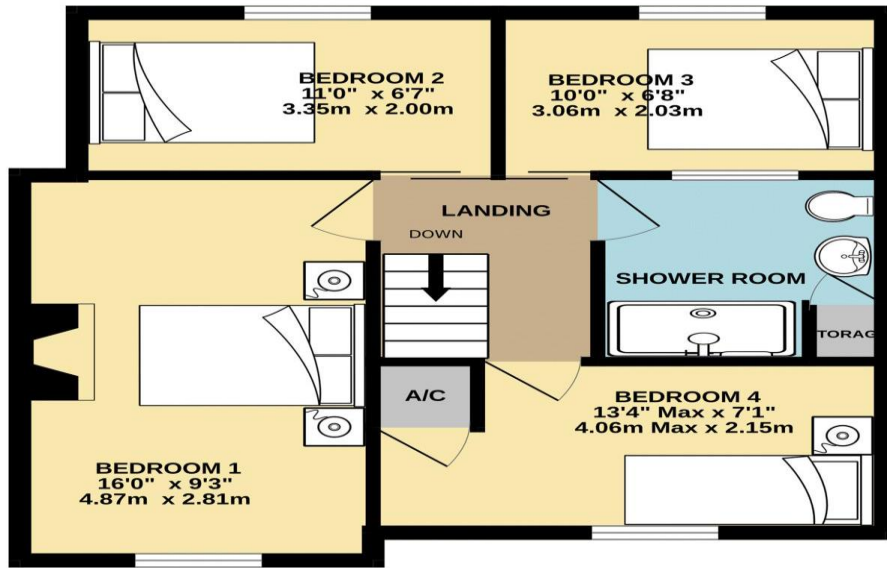 BEDROOM 2
11'0" x 6'7"
3.35m x 2.00m
BEDROOM 3
10'0" x 6'8"
3.06m x 2.03m
LANDING
DOWN
SHOWER ROOM
TORAG
A/C
BEDROOM 4
13'4" Max x 7'1"
4.06m Max x 2.15m
BEDROOM 1
16'0" x 9'3"
4.87m x 2.81m